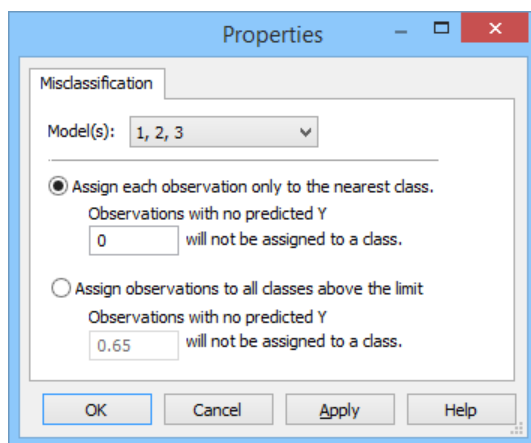 Properties
Misclassification
Model(s): 1, 2, 3
Assign each observation only to the nearest class.
Observations with no predicted Y
0 will not be assigned to a class.
Assign observations to all classes above the limit
Observations with no predicted Y
0.65 will not be assigned to a class.
OK Cancel Apply Help